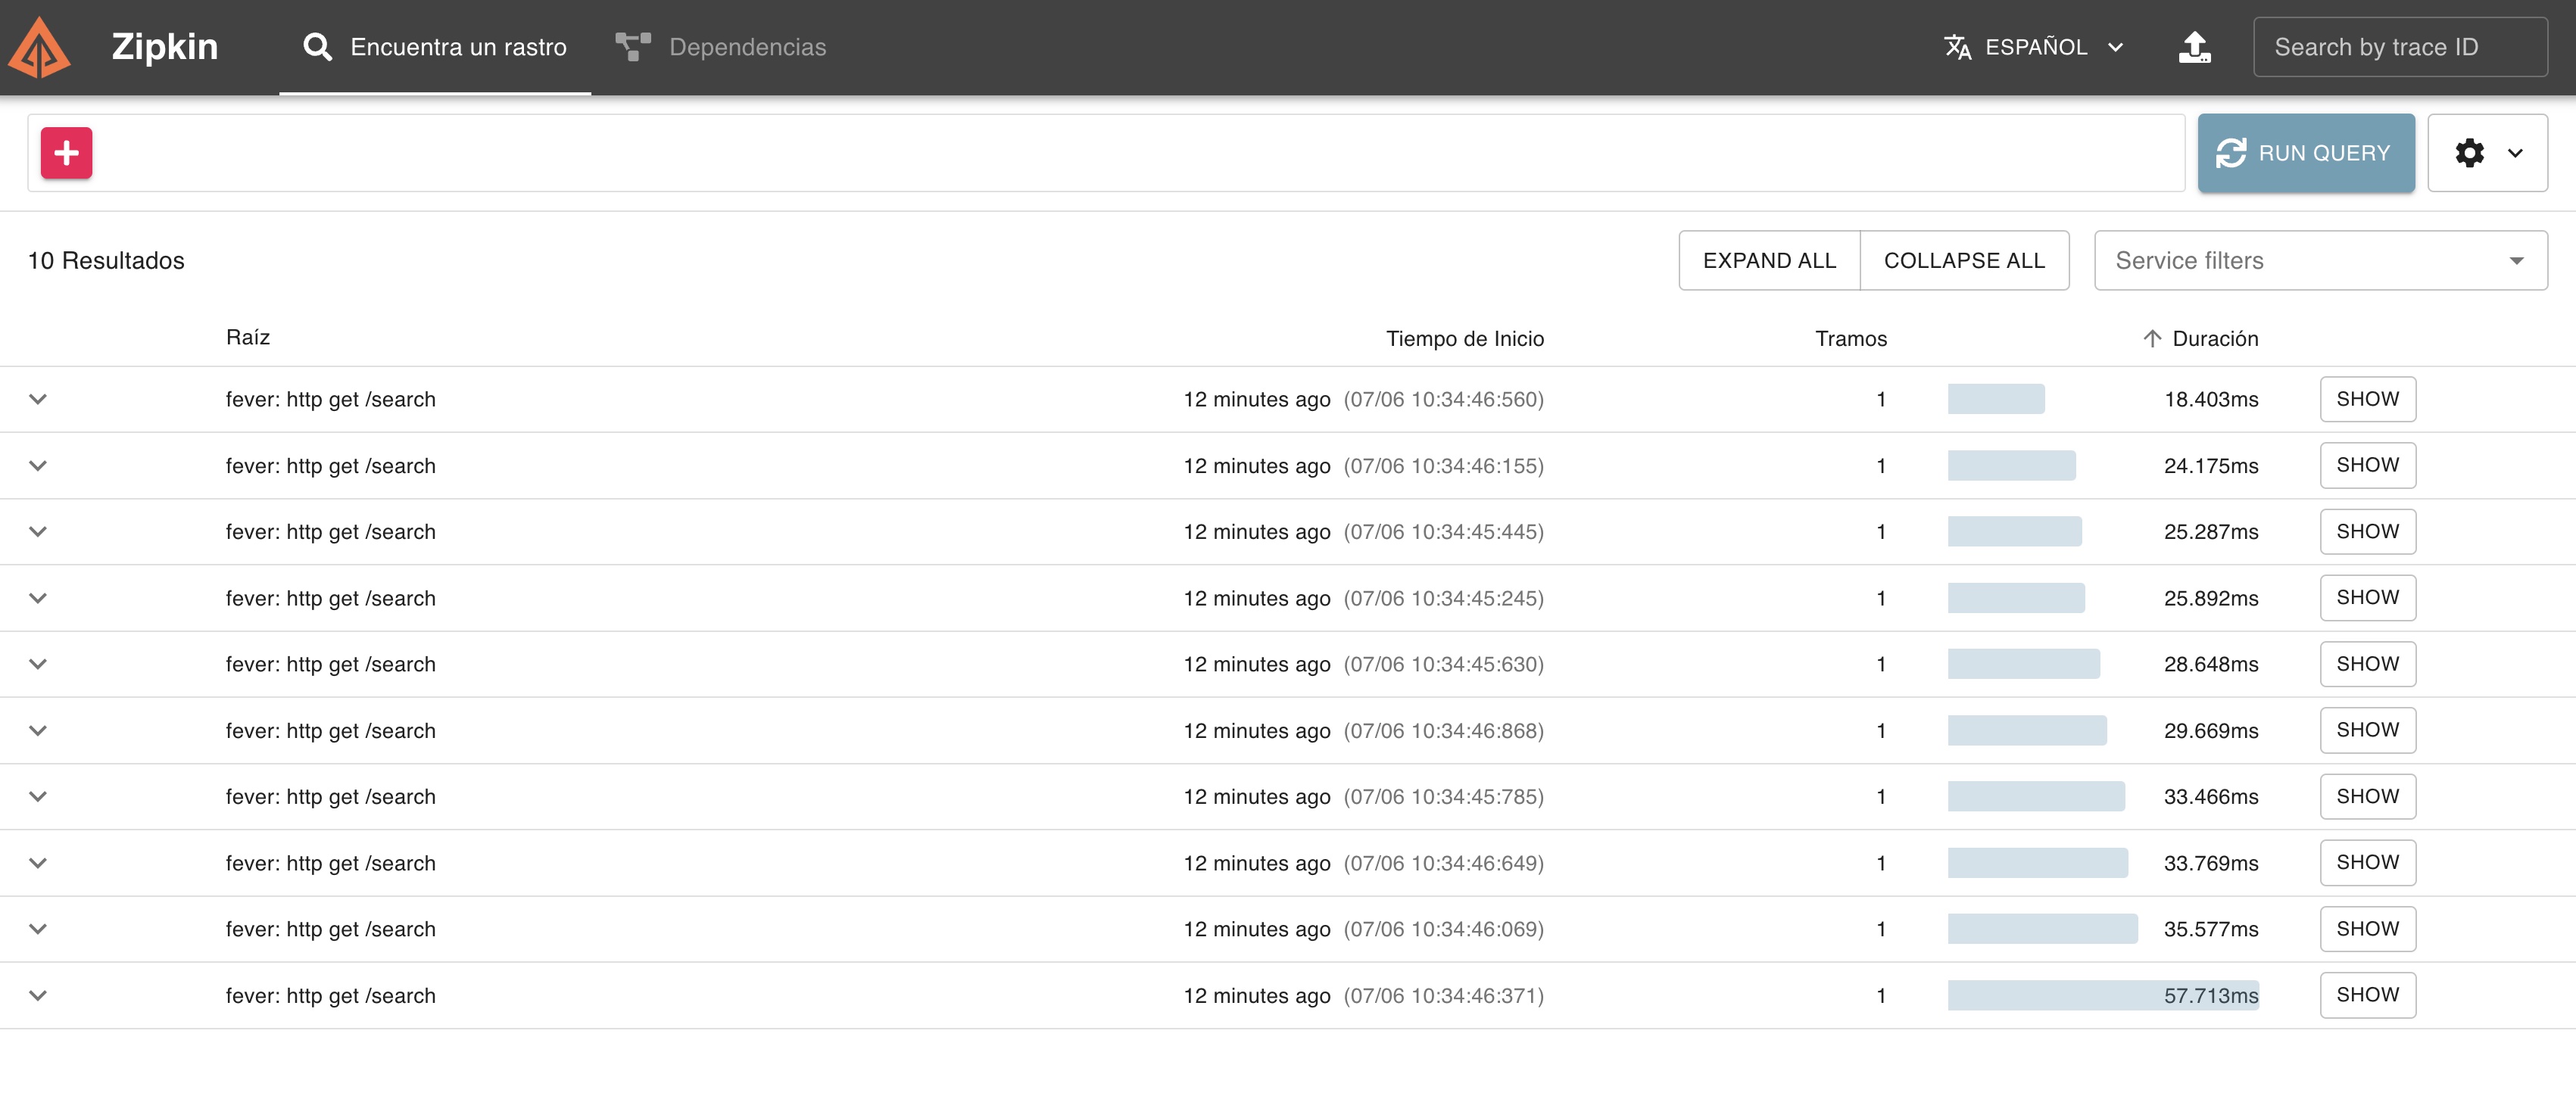 Zipkin Encuentra un rastro Dependencias ESPAÑOL Search by trace ID
RUN QUERY
10 Resultados EXPAND ALL COLLAPSE ALL Service filters
Raíz Tiempo de Inicio Tramos Duración
fever: http get /search 12 minutes ago (07/06 10:34:46:560) 1 18.403ms SHOW
fever: http get /search 12 minutes ago (07/06 10:34:46:155) 1 24.175ms SHOW
fever: http get /search 12 minutes ago (07/06 10:34:45:445) 1 25.287ms SHOW
fever: http get /search 12 minutes ago (07/06 10:34:45:245) 1 25.892ms SHOW
fever: http get /search 12 minutes ago (07/06 10:34:45:630) 1 28.648ms SHOW
fever: http get /search 12 minutes ago (07/06 10:34:46:868) 1 29.669ms SHOW
fever: http get /search 12 minutes ago (07/06 10:34:45:785) 1 33.466ms SHOW
fever: http get /search 12 minutes ago (07/06 10:34:46:649) 1 33.769ms SHOW
fever: http get /search 12 minutes ago (07/06 10:34:46:069) 1 35.577ms SHOW
fever: http get /search 12 minutes ago (07/06 10:34:46:371) 1 57.713ms SHOW